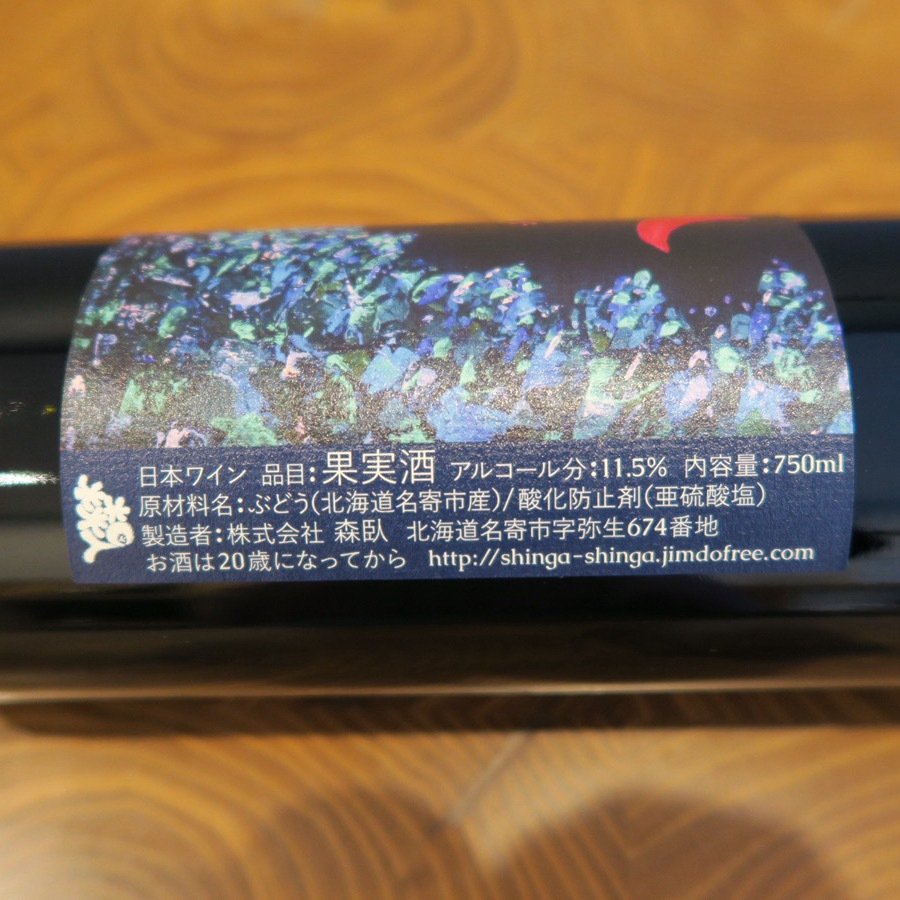 日本ワイン 品目:果実酒 アルコール分:11.5% 内容量:750ml
原材料名:ぶどう(北海道名寄市産)/酸化防止剤(亜硫酸塩)
製造者:株式会社 森臥 北海道名寄市字弥生674番地
お酒は20歳になってから http://shinga-shinga.jimdofree.com